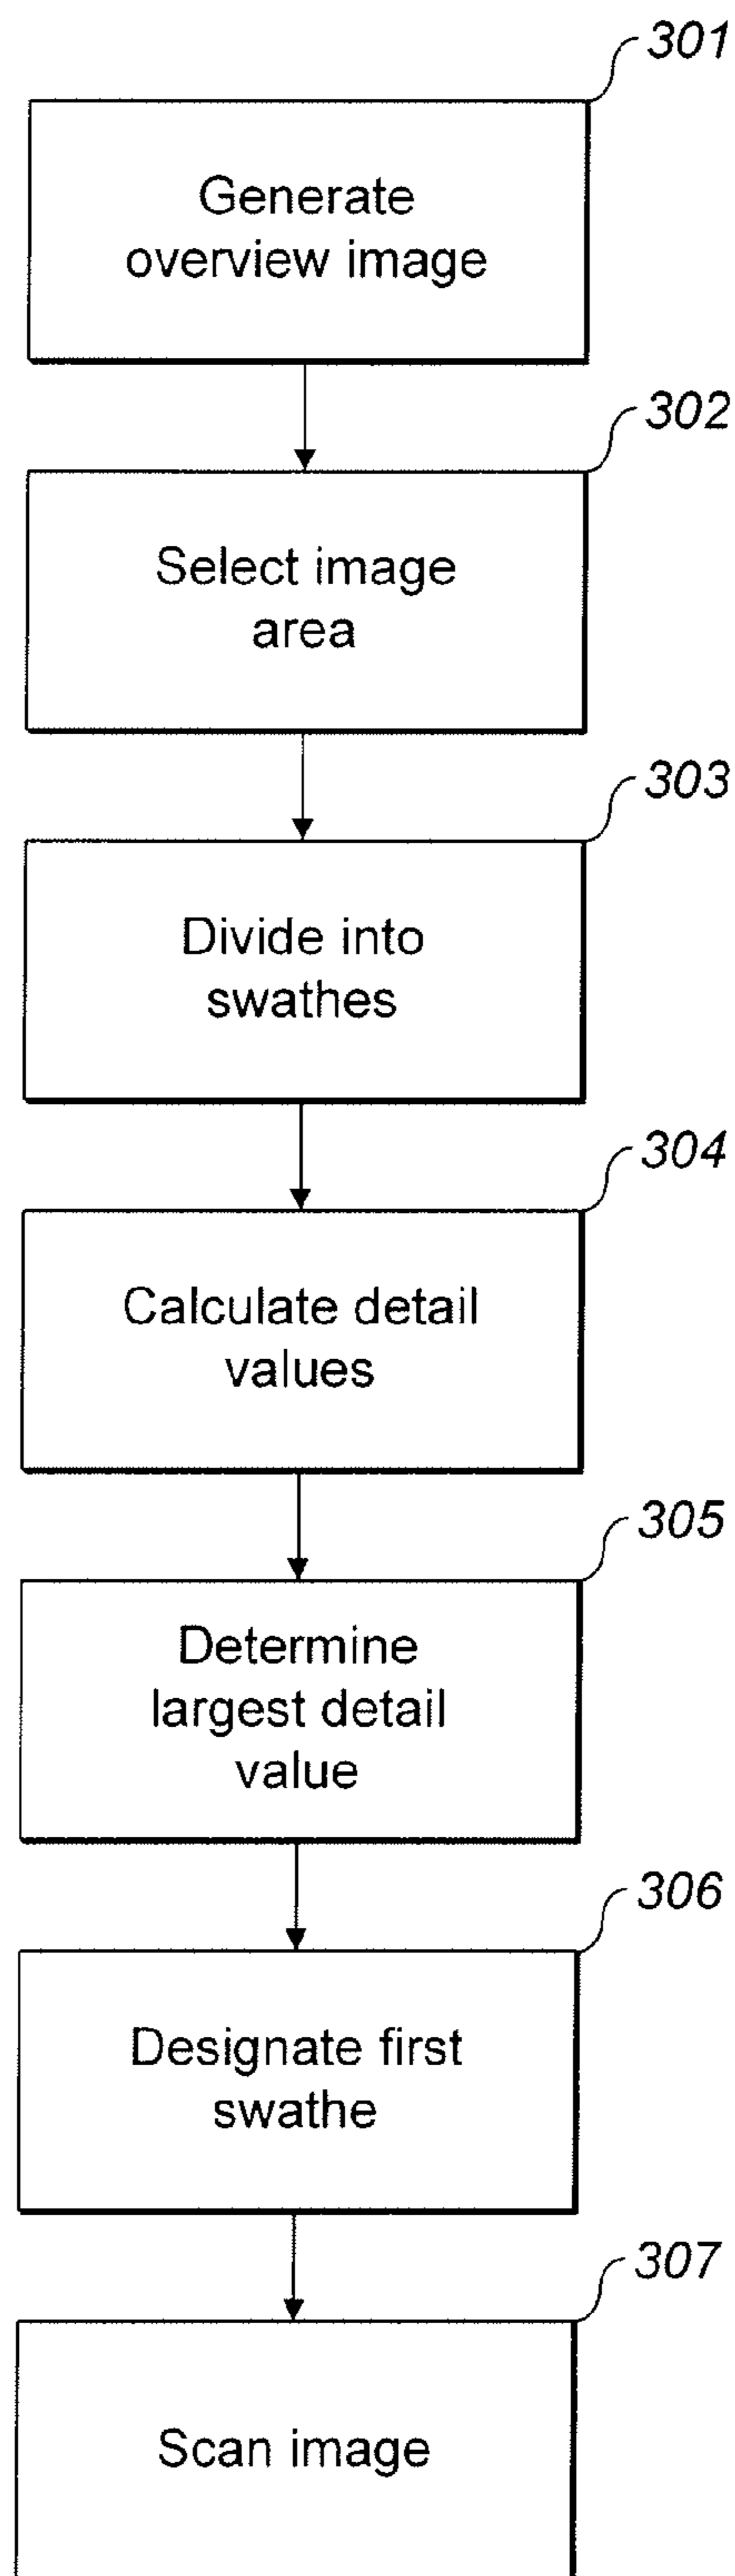 301
Generate
overview image
302
Select image
area
303
Divide into
swathes
304
Calculate detail
values
305
Determine
largest detail
value
306
Designate first
swathe
307
Scan image